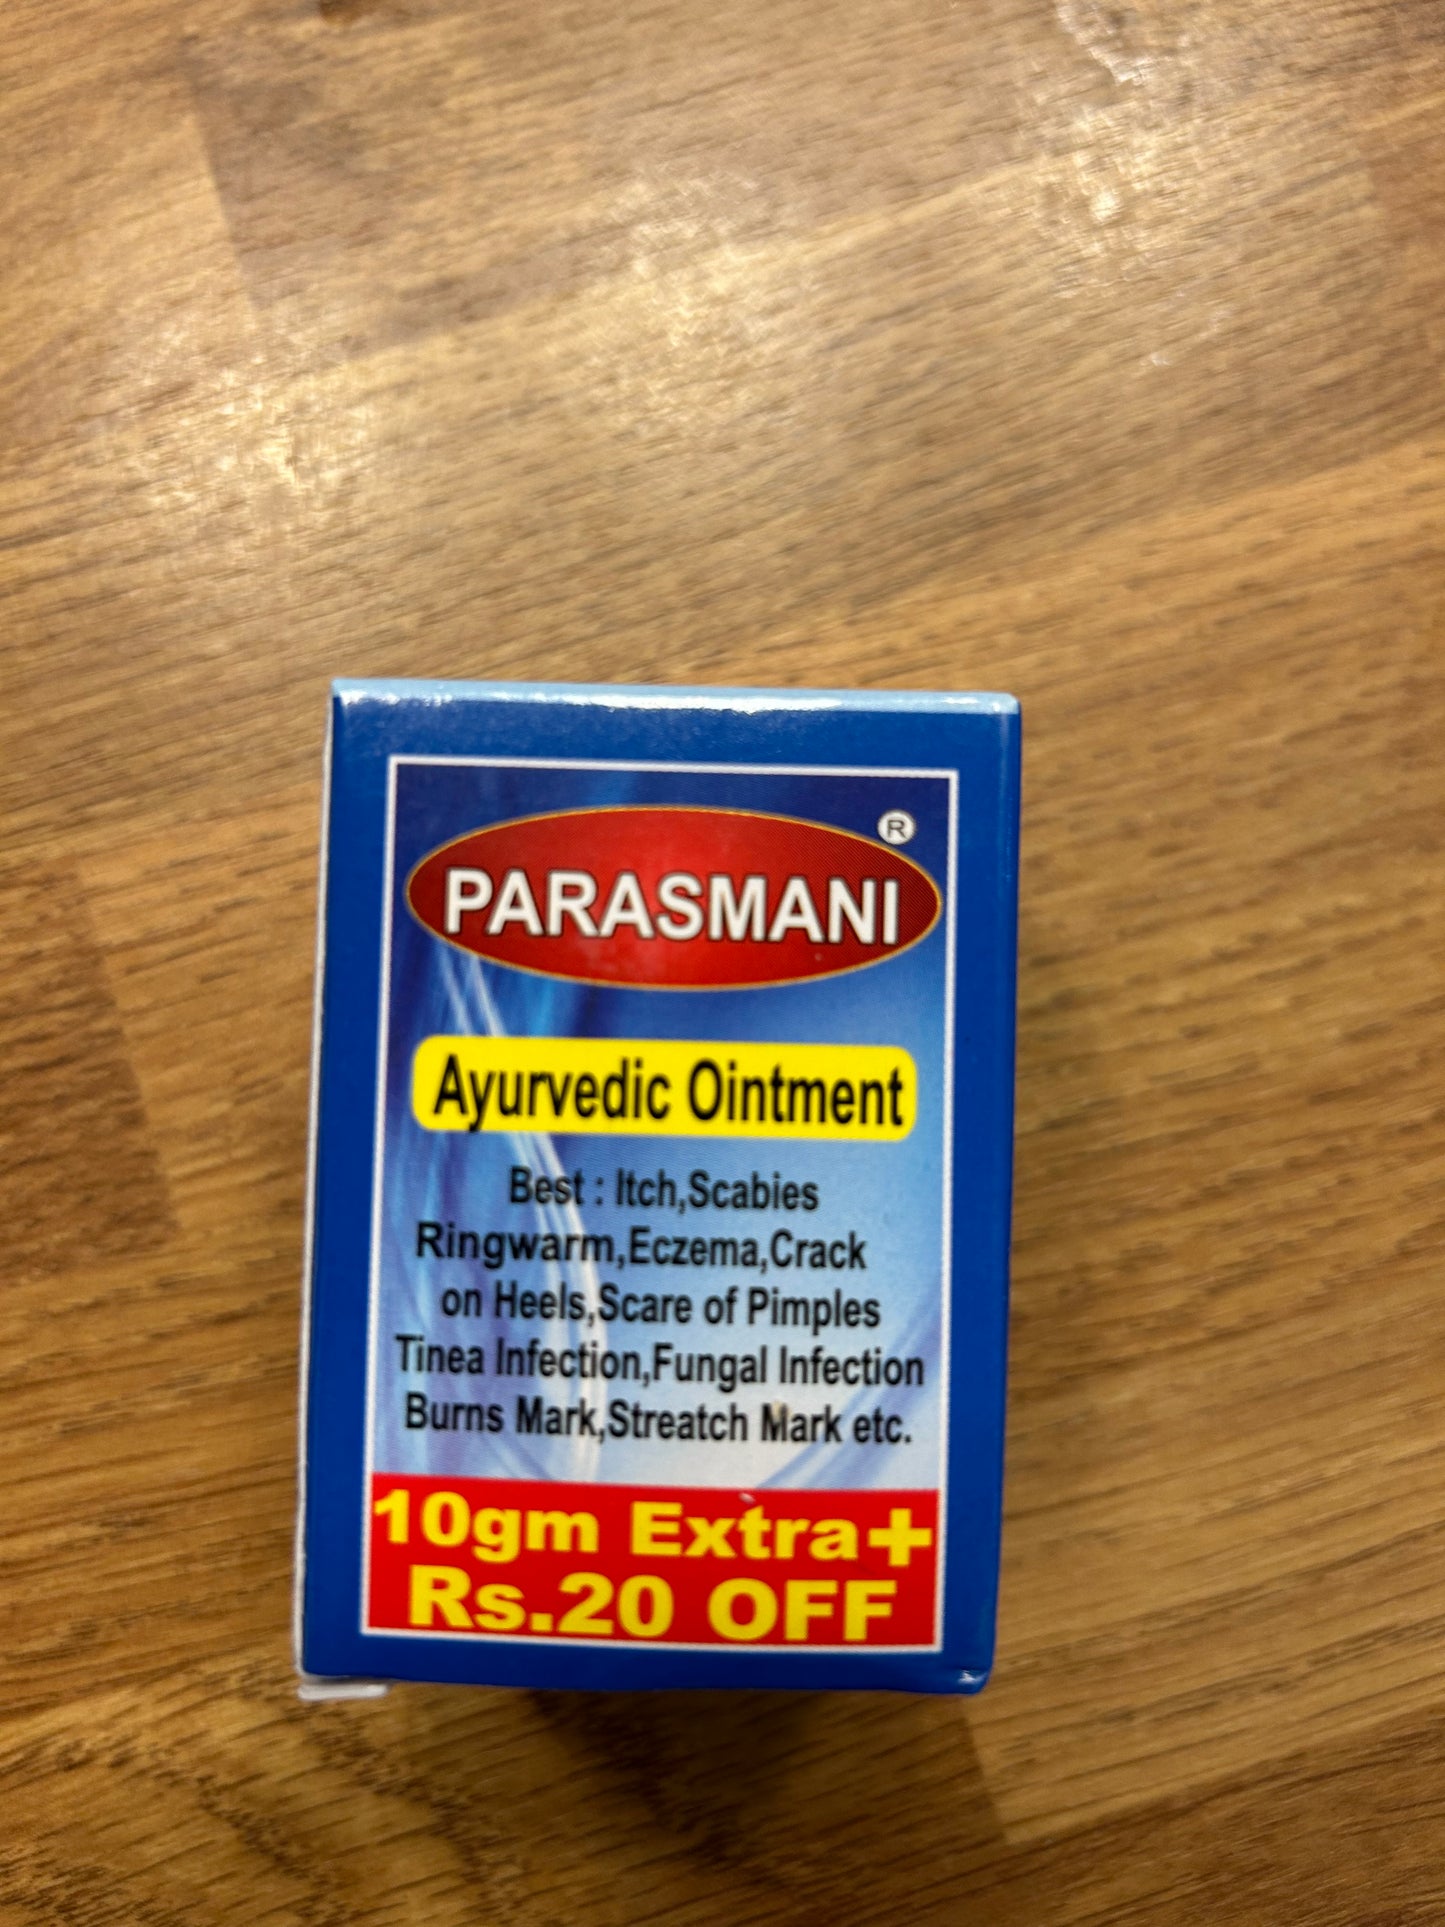 PARASMANI ®
Ayurvedic Ointment
Best : Itch,Scabies
Ringwarm,Eczema,Crack
on Heels,Scare of Pimples
Tinea Infection,Fungal Infection
Burns Mark,Streatch Mark etc.
10gm Extra+
Rs.20 OFF